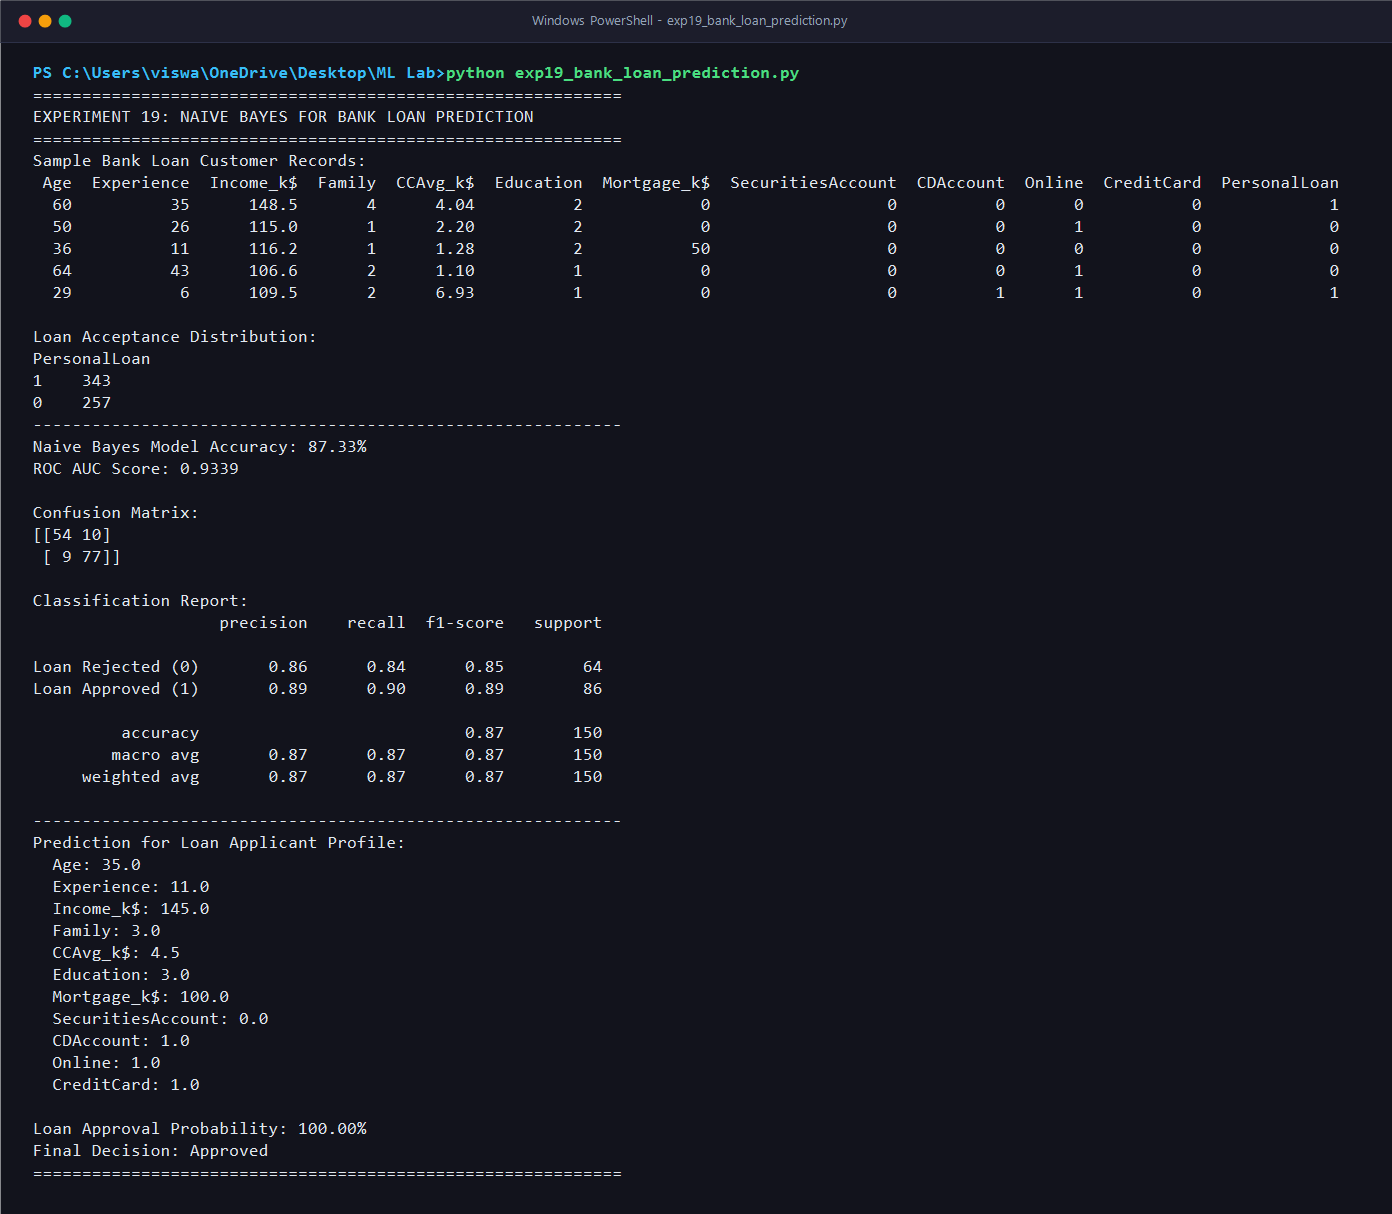 Windows PowerShell - exp19_bank_loan_prediction.py
PS C:\Users\viswa\OneDrive\Desktop\ML Lab>python exp19_bank_loan_prediction.py
============================================================
EXPERIMENT 19: NAIVE BAYES FOR BANK LOAN PREDICTION
============================================================
Sample Bank Loan Customer Records:
 Age  Experience  Income_k$  Family  CCAvg_k$  Education  Mortgage_k$  SecuritiesAccount  CDAccount  Online  CreditCard  PersonalLoan
  60          35      148.5       4      4.04          2            0                  0          0       0           0             1
  50          26      115.0       1      2.20          2            0                  0          0       1           0             0
  36          11      116.2       1      1.28          2           50                  0          0       0           0             0
  64          43      106.6       2      1.10          1            0                  0          0       1           0             0
  29           6      109.5       2      6.93          1            0                  0          1       1           0             1
Loan Acceptance Distribution:
PersonalLoan
1    343
0    257
------------------------------------------------------------
Naive Bayes Model Accuracy: 87.33%
ROC AUC Score: 0.9339
Confusion Matrix:
[[54 10]
 [ 9 77]]
Classification Report:
                   precision    recall  f1-score   support
Loan Rejected (0)       0.86      0.84      0.85        64
Loan Approved (1)       0.89      0.90      0.89        86
         accuracy                           0.87       150
        macro avg       0.87      0.87      0.87       150
     weighted avg       0.87      0.87      0.87       150
------------------------------------------------------------
Prediction for Loan Applicant Profile:
  Age: 35.0
  Experience: 11.0
  Income_k$: 145.0
  Family: 3.0
  CCAvg_k$: 4.5
  Education: 3.0
  Mortgage_k$: 100.0
  SecuritiesAccount: 0.0
  CDAccount: 1.0
  Online: 1.0
  CreditCard: 1.0
Loan Approval Probability: 100.00%
Final Decision: Approved
============================================================